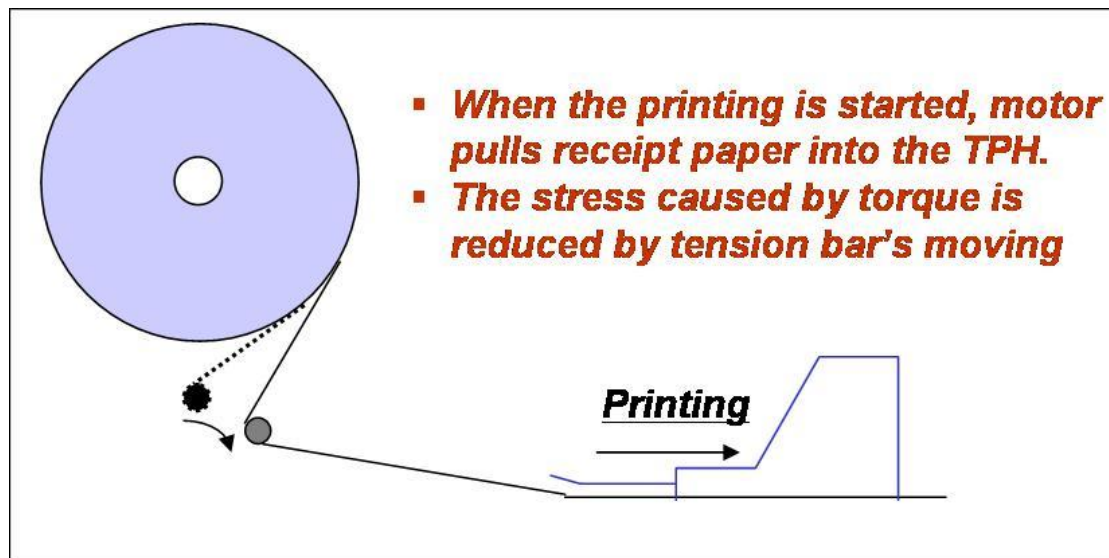 ▪ When the printing is started, motor
pulls receipt paper into the TPH.
▪ The stress caused by torque is
reduced by tension bar's moving
Printing